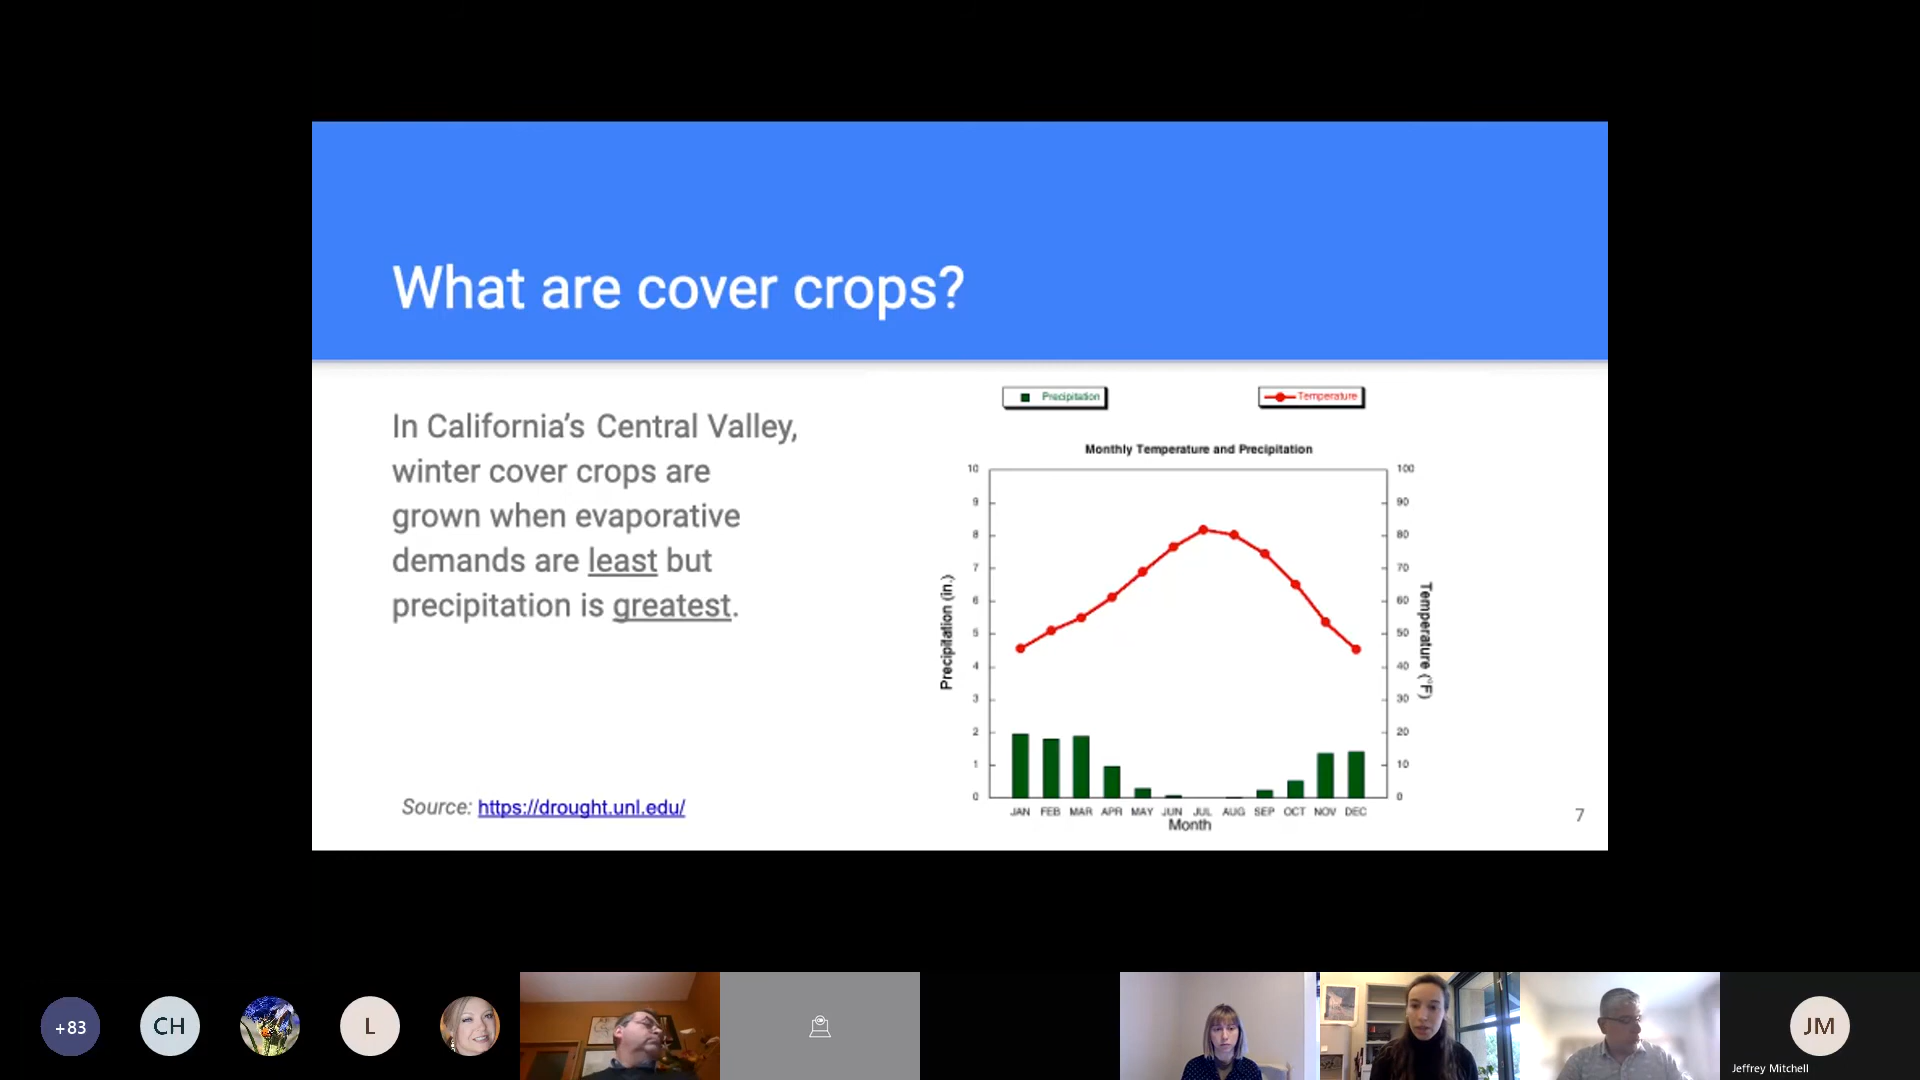 What are cover crops?
In California's Central Valley,
winter cover crops are
grown when evaporative
demands are least but
precipitation is greatest.
Source: https://drought.unl.edu/
Precipitation
Temperature
Monthly Temperature and Precipitation
10
9
8
7
6
5
4
3
2
1
0
Precipitation (in.)
100
90
80
70
60
50
40
30
20
10
0
Temperature (°F)
JAN FEB MAR APR MAY JUN JUL AUG SEP OCT NOV DEC
Month
7
+83
CH
L
JM
Jeffrey Mitchell